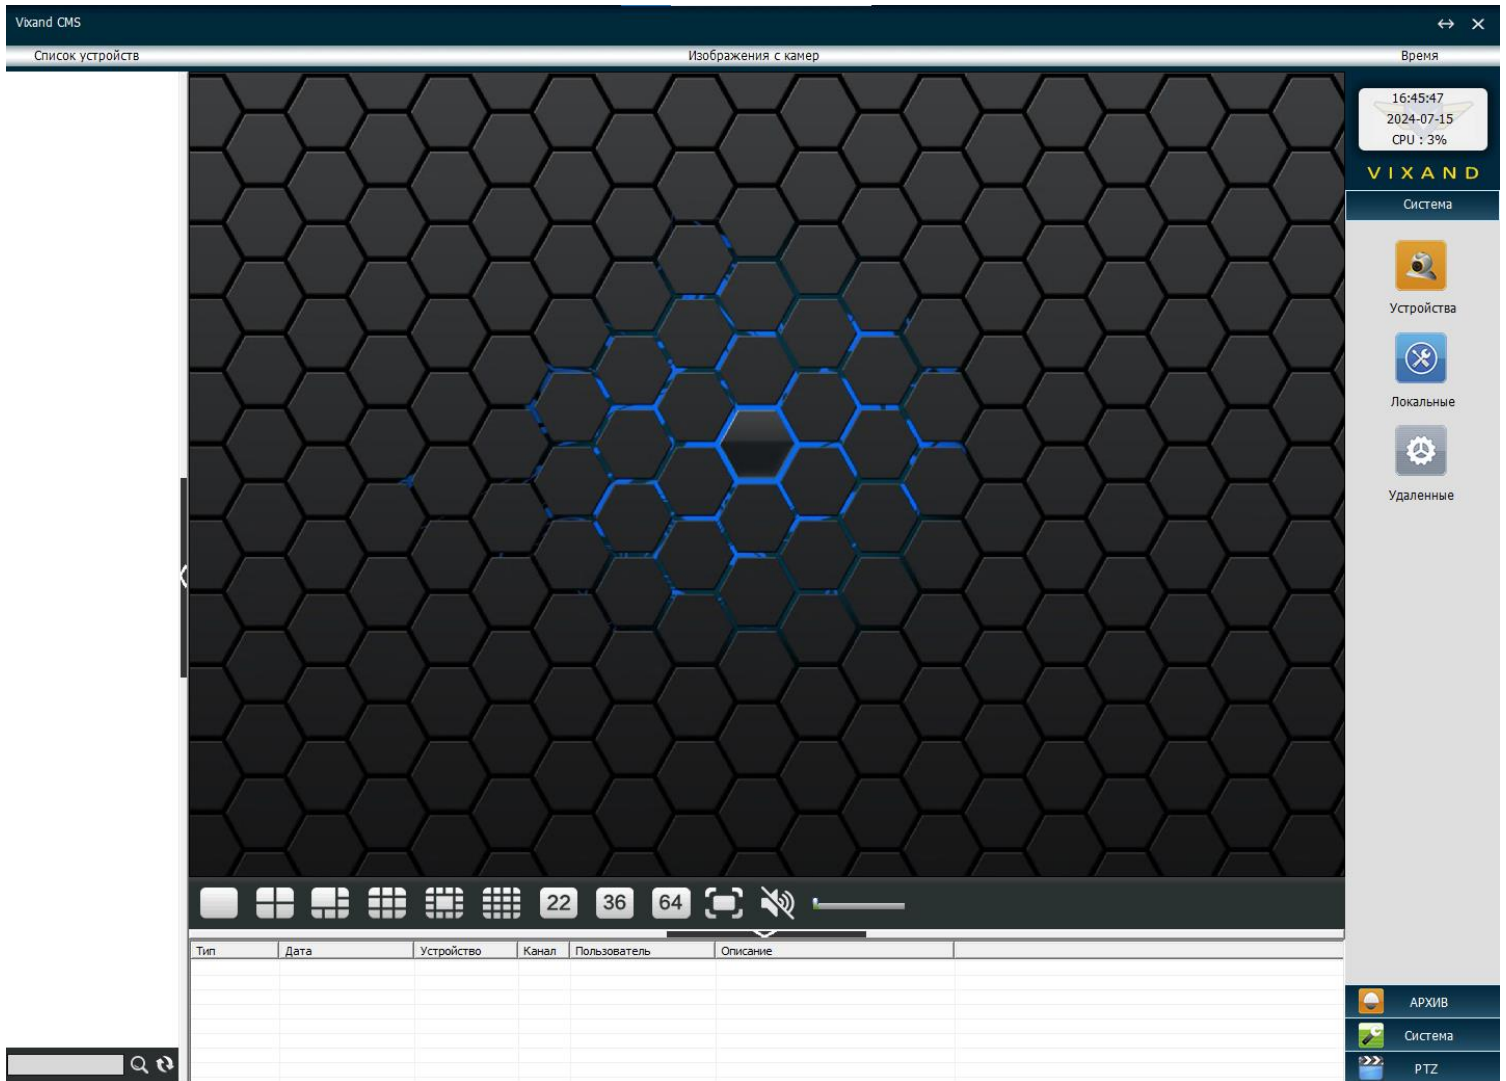 Vixand CMS
Список устройств
Изображения с камер
Время
16:45:47
2024-07-15
CPU : 3%
VIXAND
Система
Устройства
Локальные
Удаленные
22
36
64
Тип
Дата
Устройство
Канал
Пользователь
Описание
АРХИВ
Система
PTZ